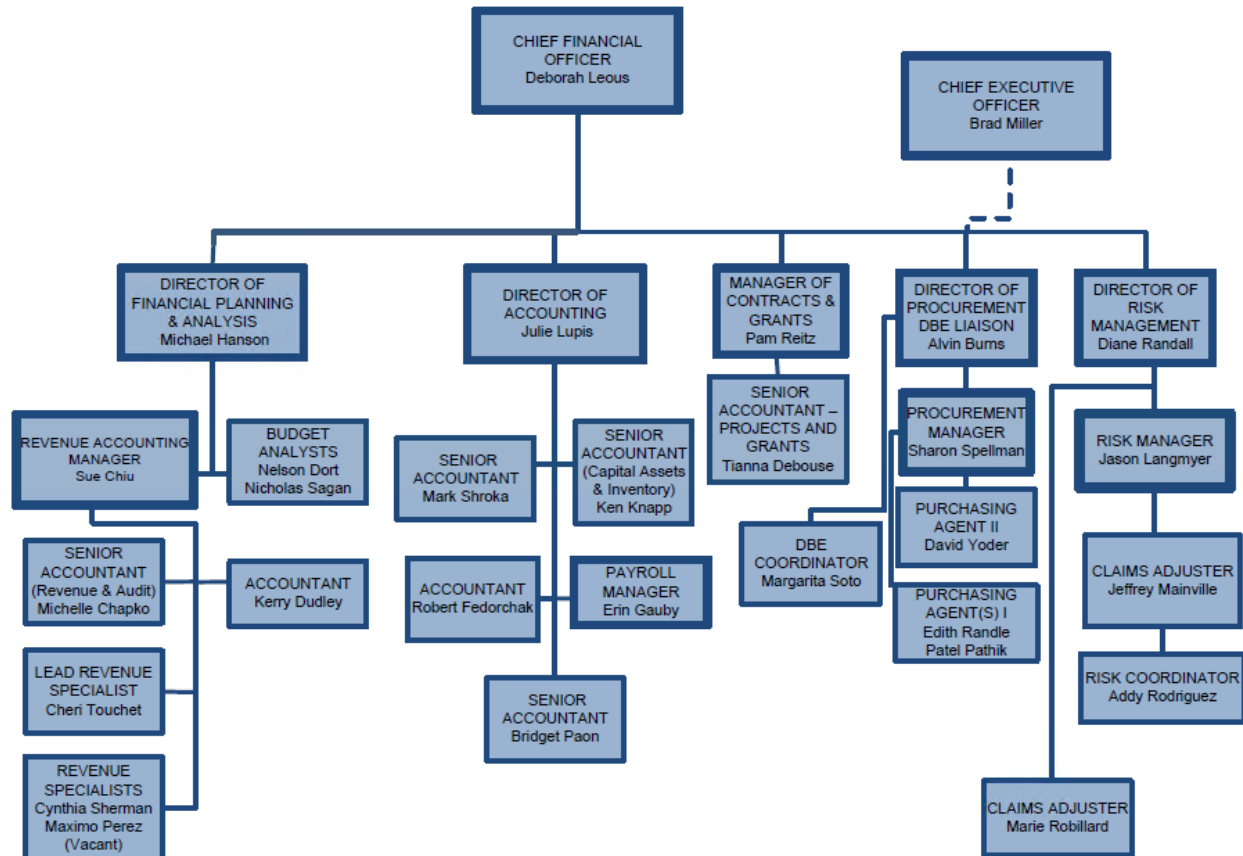 CHIEF FINANCIAL
OFFICER
Deborah Leous
CHIEF EXECUTIVE
OFFICER
Brad Miller
DIRECTOR OF
FINANCIAL PLANNING
& ANALYSIS
Michael Hanson
DIRECTOR OF
ACCOUNTING
Julie Lupis
MANAGER OF
CONTRACTS &
GRANTS
Pam Reitz
DIRECTOR OF
PROCUREMENT
DBE LIAISON
Alvin Burns
DIRECTOR OF
RISK
MANAGEMENT
Diane Randall
REVENUE ACCOUNTING
MANAGER
Sue Chiu
BUDGET
ANALYSTS
Nelson Dort
Nicholas Sagan
SENIOR
ACCOUNTANT
Mark Shroka
SENIOR
ACCOUNTANT
(Capital Assets
& Inventory)
Ken Knapp
SENIOR
ACCOUNTANT –
PROJECTS AND
GRANTS
Tianna Debouse
PROCUREMENT
MANAGER
Sharon Spellman
RISK MANAGER
Jason Langmyer
SENIOR
ACCOUNTANT
(Revenue & Audit)
Michelle Chapko
ACCOUNTANT
Kerry Dudley
ACCOUNTANT
Robert Fedorchak
PAYROLL
MANAGER
Erin Gauby
DBE
COORDINATOR
Margarita Soto
PURCHASING
AGENT II
David Yoder
CLAIMS ADJUSTER
Jeffrey Mainville
PURCHASING
AGENT(S) I
Edith Randle
Patel Pathik
LEAD REVENUE
SPECIALIST
Cheri Touchet
SENIOR
ACCOUNTANT
Bridget Paon
RISK COORDINATOR
Addy Rodriguez
REVENUE
SPECIALISTS
Cynthia Sherman
Maximo Perez
(Vacant)
CLAIMS ADJUSTER
Marie Robillard